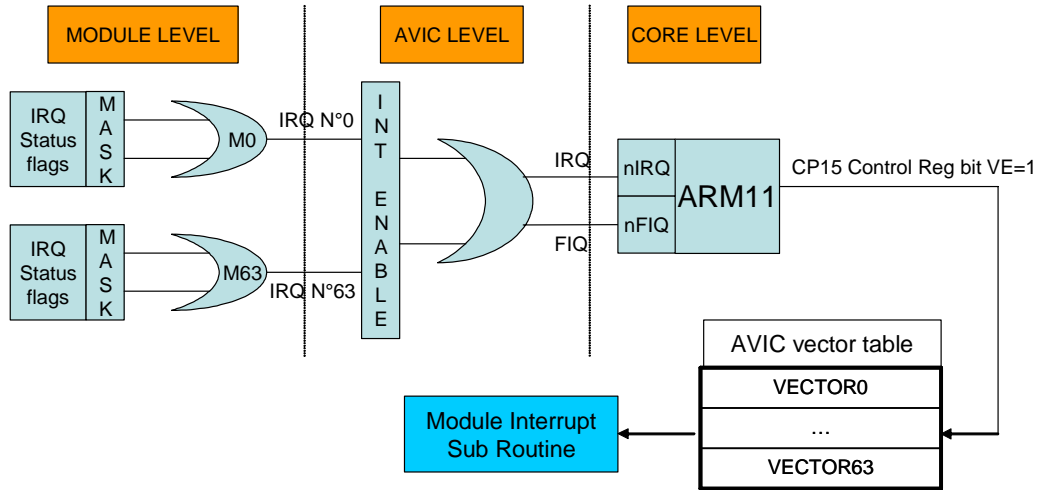 MODULE LEVEL
AVIC LEVEL
CORE LEVEL
IRQ
Status
flags
M
A
S
K
M0
IRQ N°0
I
N
T
E
N
A
B
L
E
IRQ
FIQ
nIRQ
nFIQ
ARM11
CP15 Control Reg bit VE=1
IRQ
Status
flags
M
A
S
K
M63
IRQ N°63
AVIC vector table
VECTOR0
...
VECTOR63
Module Interrupt
Sub Routine